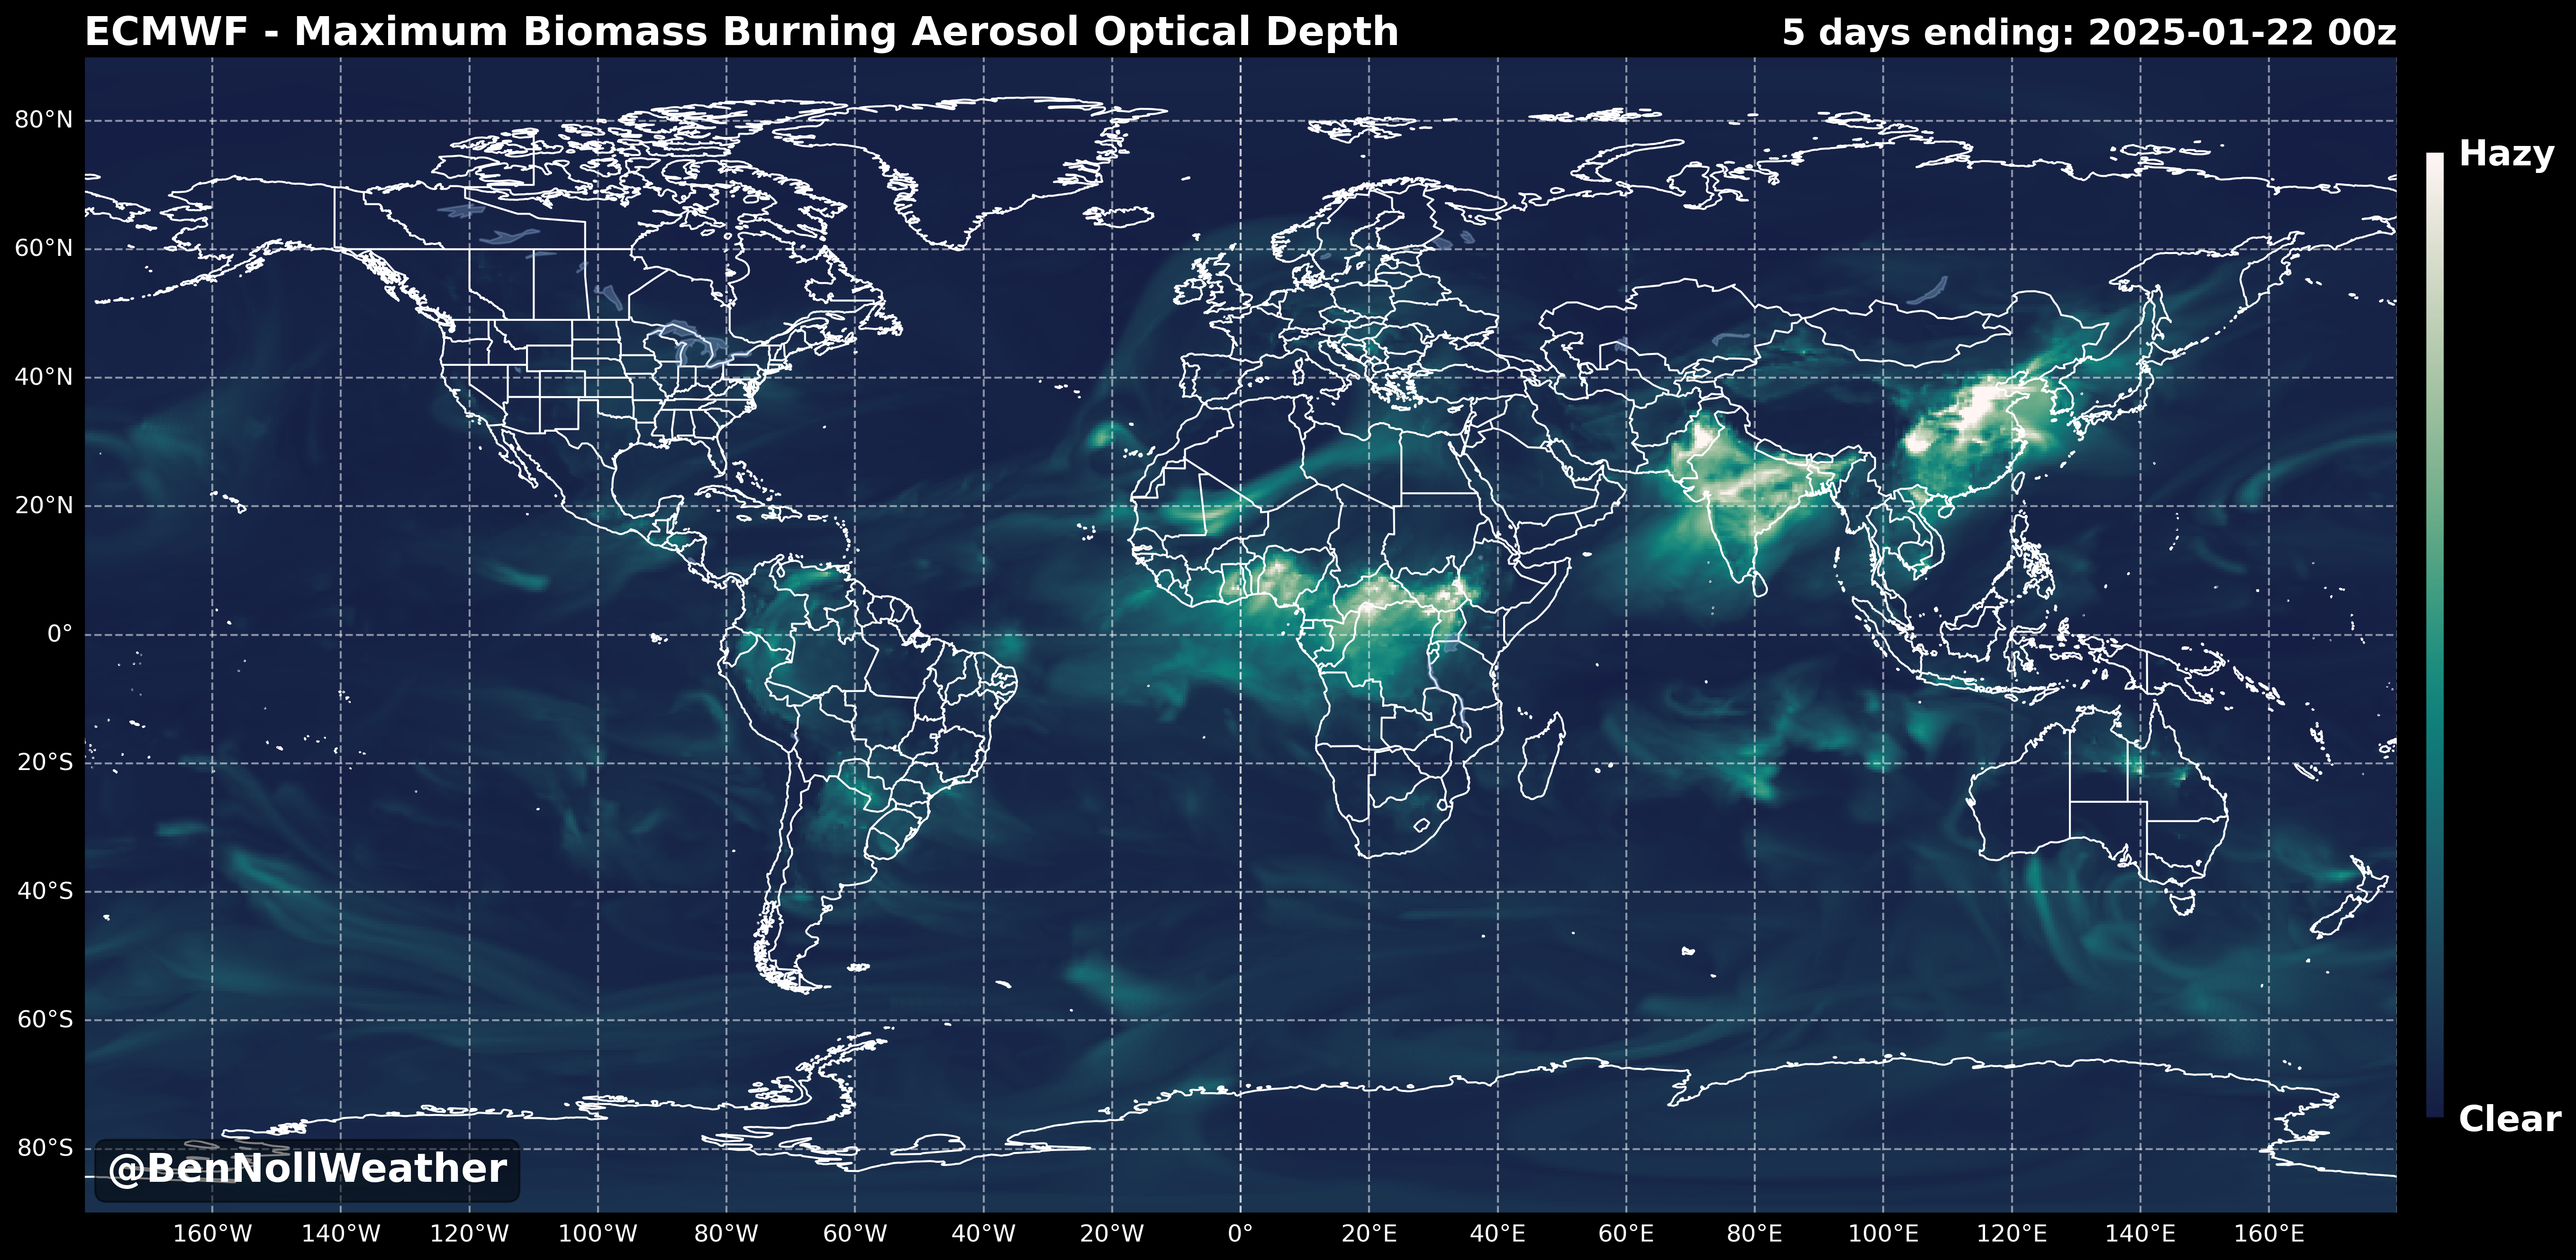 ECMWF - Maximum Biomass Burning Aerosol Optical Depth
5 days ending: 2025-01-22 00z
Hazy
80°N
60°N
40°N
20°N
0°
20°S
40°S
60°S
80°S
Clear
@BenNollWeather
160°W 140°W 120°W 100°W 80°W 60°W 40°W 20°W 0° 20°E 40°E 60°E 80°E 100°E 120°E 140°E 160°E